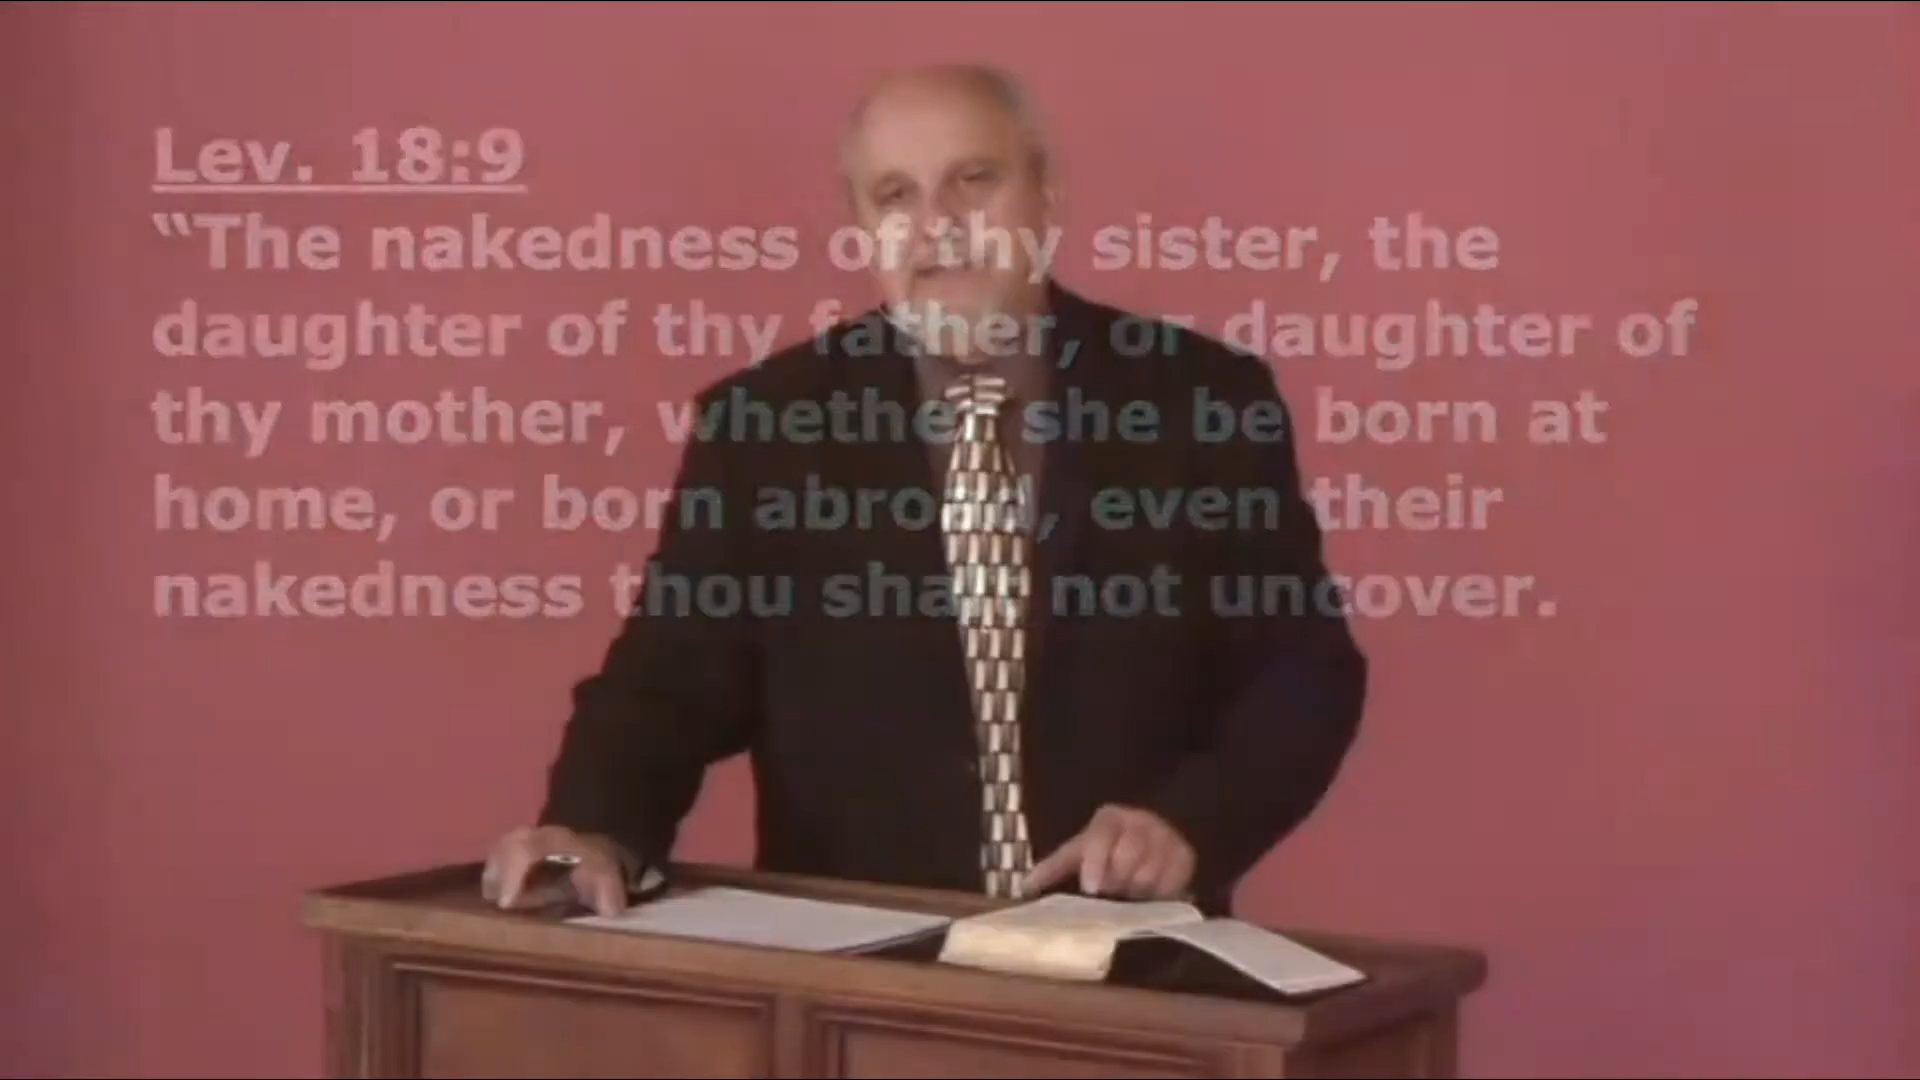 Lev. 18:9
“The nakedness of thy sister, the
daughter of thy father, or daughter of
thy mother, whether she be born at
home, or born abroad, even their
nakedness thou shalt not uncover.